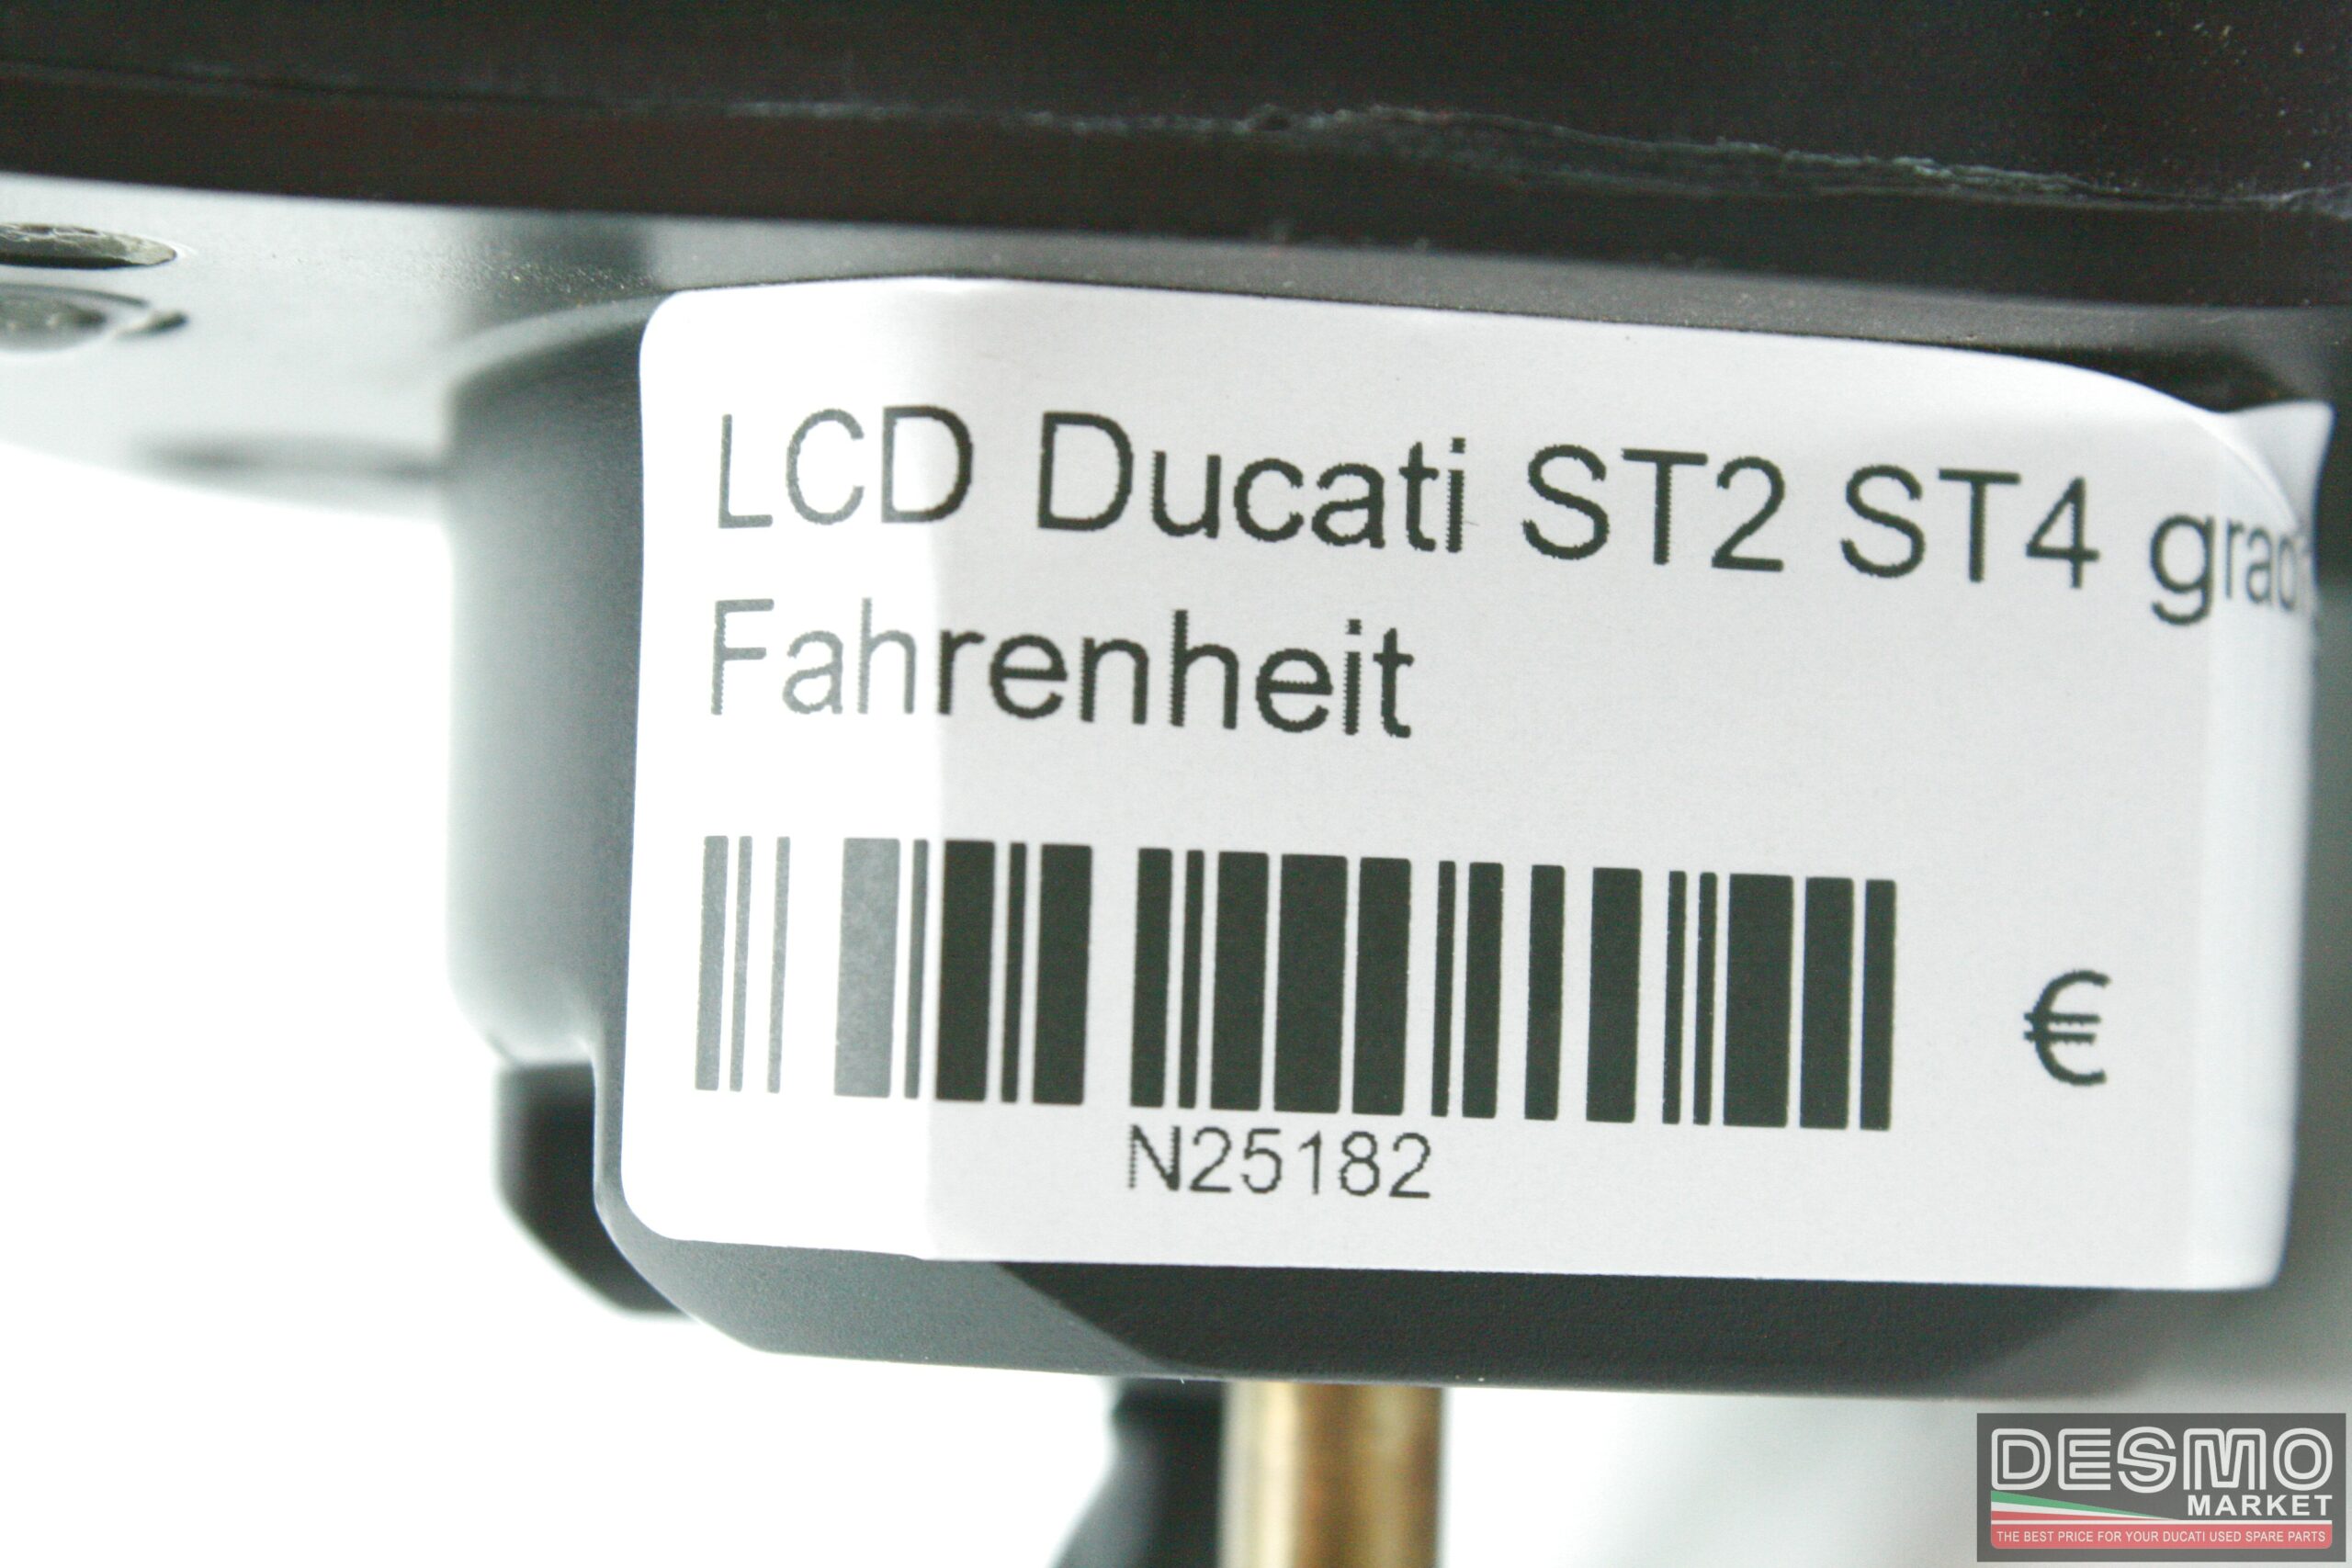 LCD Ducati ST2 ST4
Fahrenheit
€
N25182
DESMO
MARKET
THE BEST PRICE FOR YOUR DUCATI USED SPARE PARTS